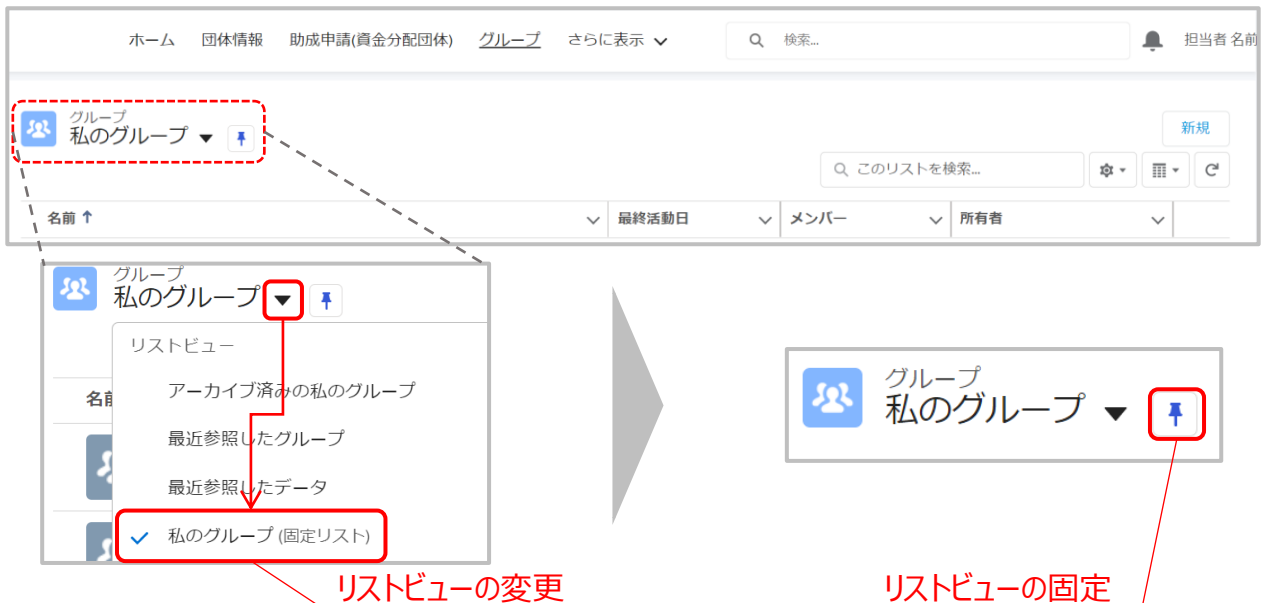 ホーム 団体情報 助成申請(資金分配団体) グループ さらに表示 検索... 担当者 名前
グループ
私のグループ
新規
このリストを検索...
名前 最終活動日 メンバー 所有者
グループ
私のグループ
リストビュー
アーカイブ済みの私のグループ
名前
最近参照したグループ
最近参照したデータ
私のグループ (固定リスト)
リストビューの変更
グループ
私のグループ
リストビューの固定